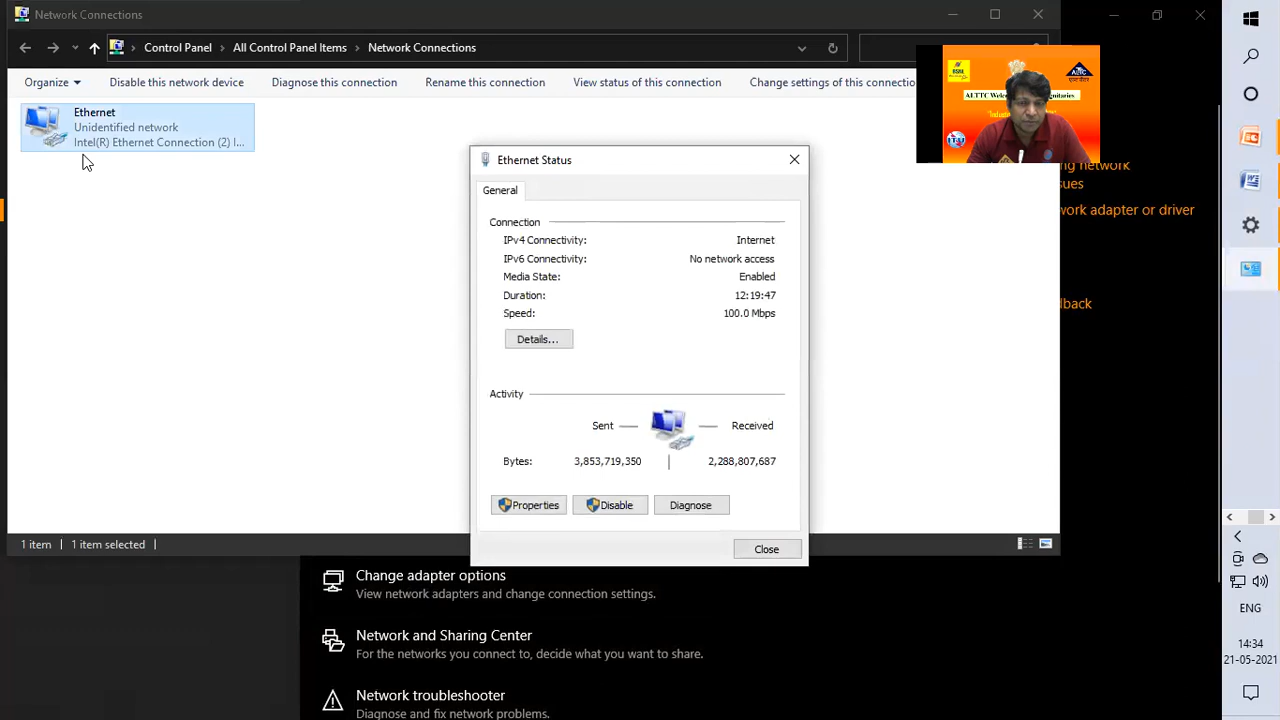 Network Connections
Control Panel
All Control Panel Items
Network Connections
Organize
Disable this network device
Diagnose this connection
Rename this connection
View status of this connection
Change settings of this connectio
Ethernet
Unidentified network
Intel(R) Ethernet Connection (2) I...
ALTTC
Ethernet Status
General
Connection
IPv4 Connectivity: Internet
IPv6 Connectivity: No network access
Media State: Enabled
Duration: 12:19:47
Speed: 100.0 Mbps
Details...
Activity
Sent
Received
Bytes: 3,853,719,350 2,288,807,687
Properties
Disable
Diagnose
Close
ng network
sues
work adapter or driver
dback
1 item
1 item selected
Change adapter options
View network adapters and change connection settings.
Network and Sharing Center
For the networks you connect to, decide what you want to share.
Network troubleshooter
Diagnose and fix network problems.
ENG
14:34
21-05-2021